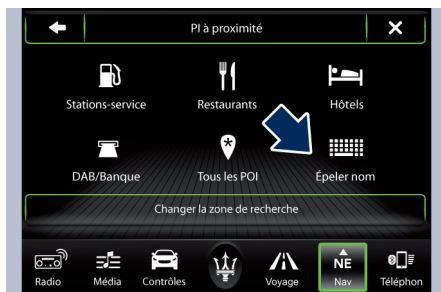 PI à proximité
Stations-service
Restaurants
Hôtels
DAB/Banque
Tous les POI
Épeler nom
Changer la zone de recherche
NE
Radio
Média
Contrôles
Voyage
Nav
Téléphon